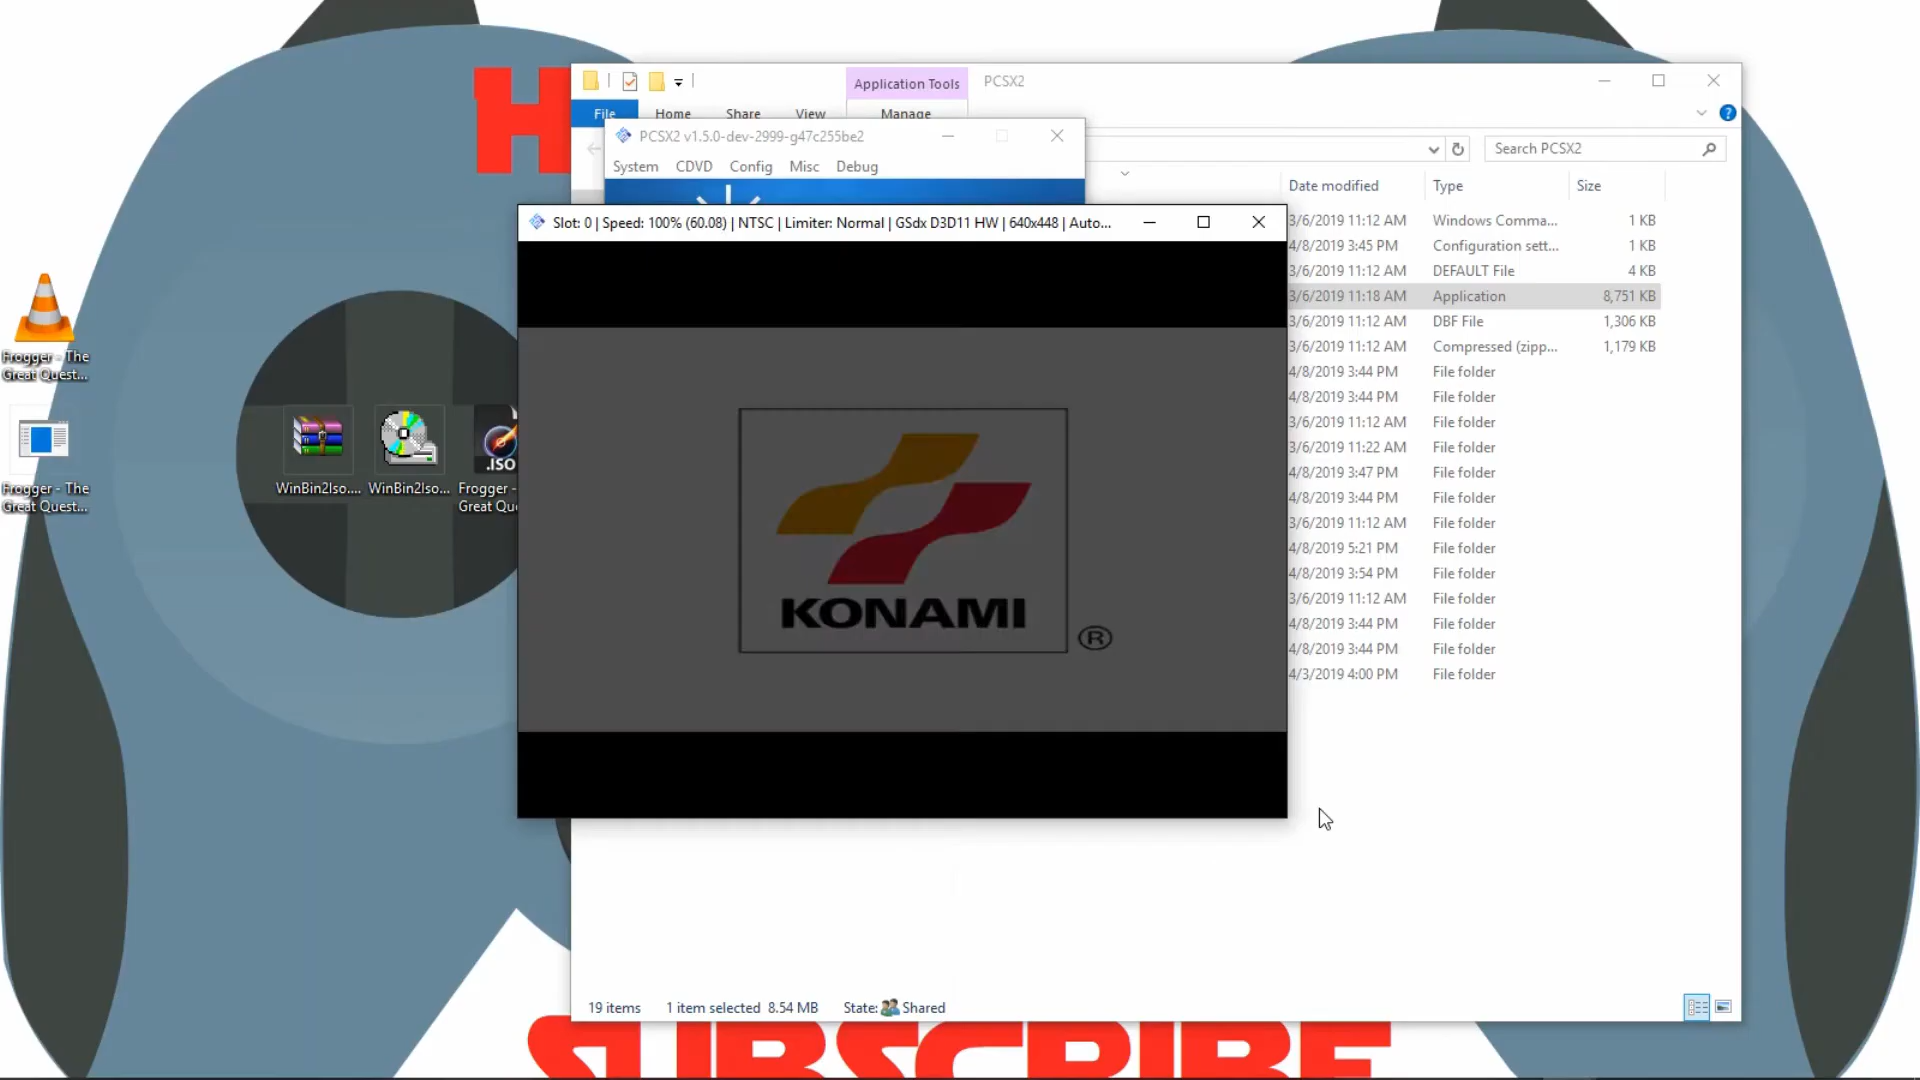 H
Application Tools
PCSX2
File
Home
Share
View
Manage
PCSX2 v1.5.0-dev-2999-g47c255be2
System
CDVD
Config
Misc
Debug
Search PCSX2
Date modified
Type
Size
Slot: 0 | Speed: 100% (60.08) | NTSC | Limiter: Normal | GSdx D3D11 HW | 640x448 | Auto...
3/6/2019 11:12 AM Windows Comma... 1 KB
4/8/2019 3:45 PM Configuration sett... 1 KB
3/6/2019 11:12 AM DEFAULT File 4 KB
3/6/2019 11:18 AM Application 8,751 KB
3/6/2019 11:12 AM DBF File 1,306 KB
3/6/2019 11:12 AM Compressed (zipp... 1,179 KB
4/8/2019 3:44 PM File folder
4/8/2019 3:44 PM File folder
3/6/2019 11:12 AM File folder
3/6/2019 11:22 AM File folder
4/8/2019 3:47 PM File folder
4/8/2019 3:44 PM File folder
3/6/2019 11:12 AM File folder
4/8/2019 5:21 PM File folder
4/8/2019 3:54 PM File folder
3/6/2019 11:12 AM File folder
4/8/2019 3:44 PM File folder
4/8/2019 3:44 PM File folder
4/3/2019 4:00 PM File folder
Frogger - The
Great Quest...
Frogger - The
Great Quest...
WinBin2Iso....
WinBin2Iso...
.ISO
Frogger -
Great Qu
KONAMI
®
19 items
1 item selected 8.54 MB
State: Shared
SUBSCRIBE